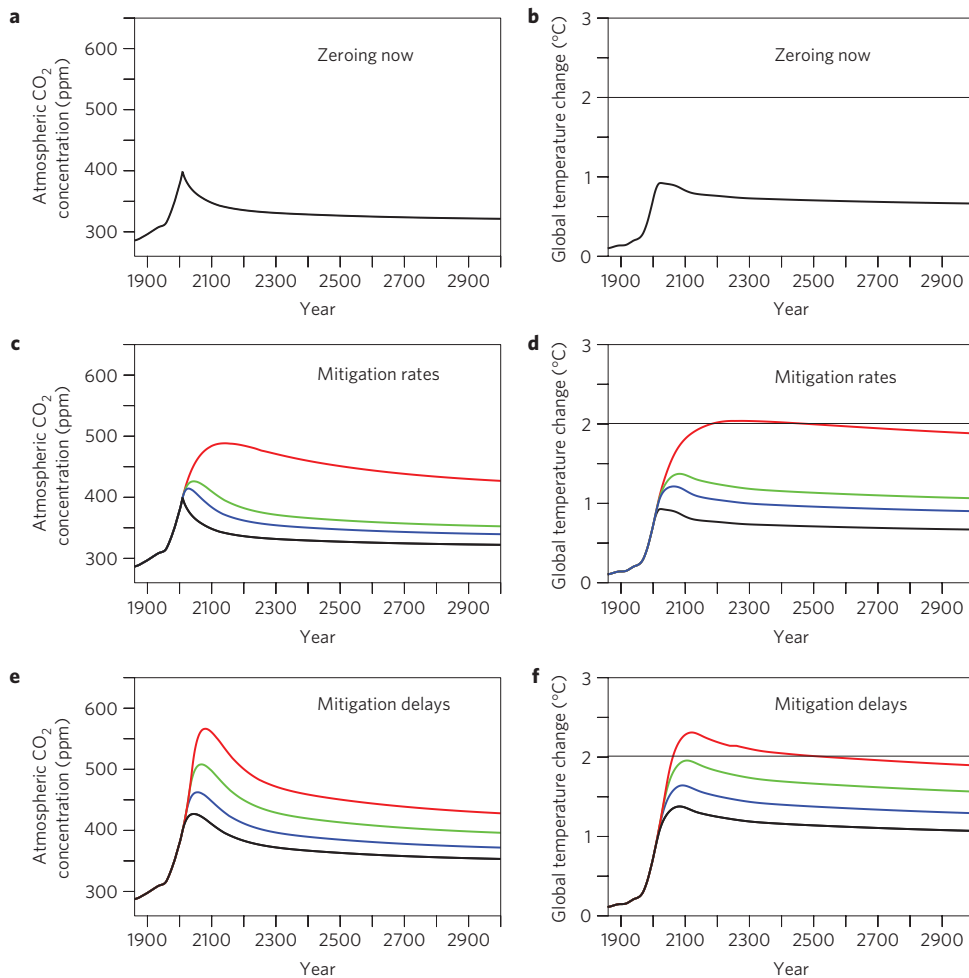 a
Atmospheric CO₂
concentration (ppm)
600
500
400
300
Zeroing now
1900 2100 2300 2500 2700 2900
Year
b
Global temperature change (°C)
3
2
1
0
Zeroing now
1900 2100 2300 2500 2700 2900
Year
c
Atmospheric CO₂
concentration (ppm)
600
500
400
300
Mitigation rates
1900 2100 2300 2500 2700 2900
Year
d
Global temperature change (°C)
3
2
1
0
Mitigation rates
1900 2100 2300 2500 2700 2900
Year
e
Atmospheric CO₂
concentration (ppm)
600
500
400
300
Mitigation delays
1900 2100 2300 2500 2700 2900
Year
f
Global temperature change (°C)
3
2
1
0
Mitigation delays
1900 2100 2300 2500 2700 2900
Year